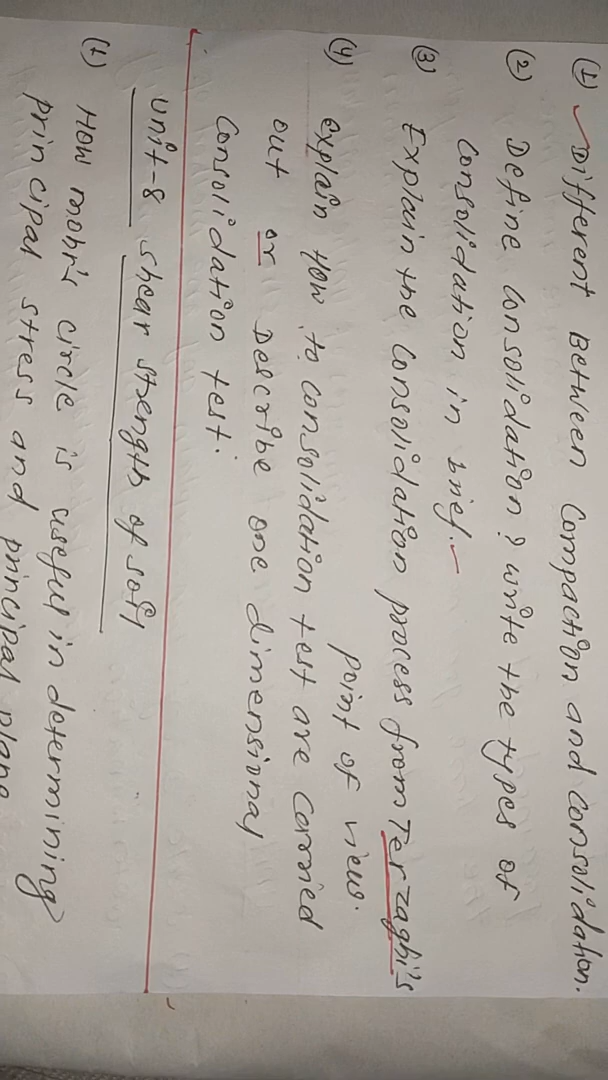 (1) Different Between Compaction and consolidation.
(2) Define consolidation? write the types of
consolidation in brief.
(3) Explain the consolidation process from Terzaghi's
point of view.
(4) explain How to consolidation test are carried
out or Describe one dimensional
consolidation test.
unit-8 shear strength of soil
(1) How mohr's circle is useful in determining
principal stress and principal plane